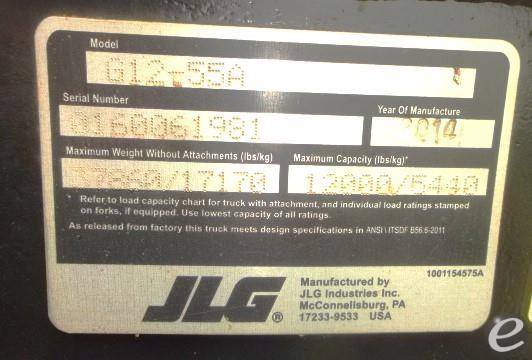 Model
G12-55A
Serial Number
0160061981
Year Of Manufacture
2014
Maximum Weight Without Attachments (lbs/kg)
/17170
Maximum Capacity (lbs/kg)*
12000/5440
*Refer to load capacity chart for truck with attachment, and individual load ratings stamped
on forks, if equipped. Use lowest capacity of all ratings.
As released from factory this truck meets design specifications in ANSI \ ITSDF B56.6-2011
1001154575A
JLG®
Manufactured by
JLG Industries Inc.
McConnellsburg, PA
17233-9533 USA
e